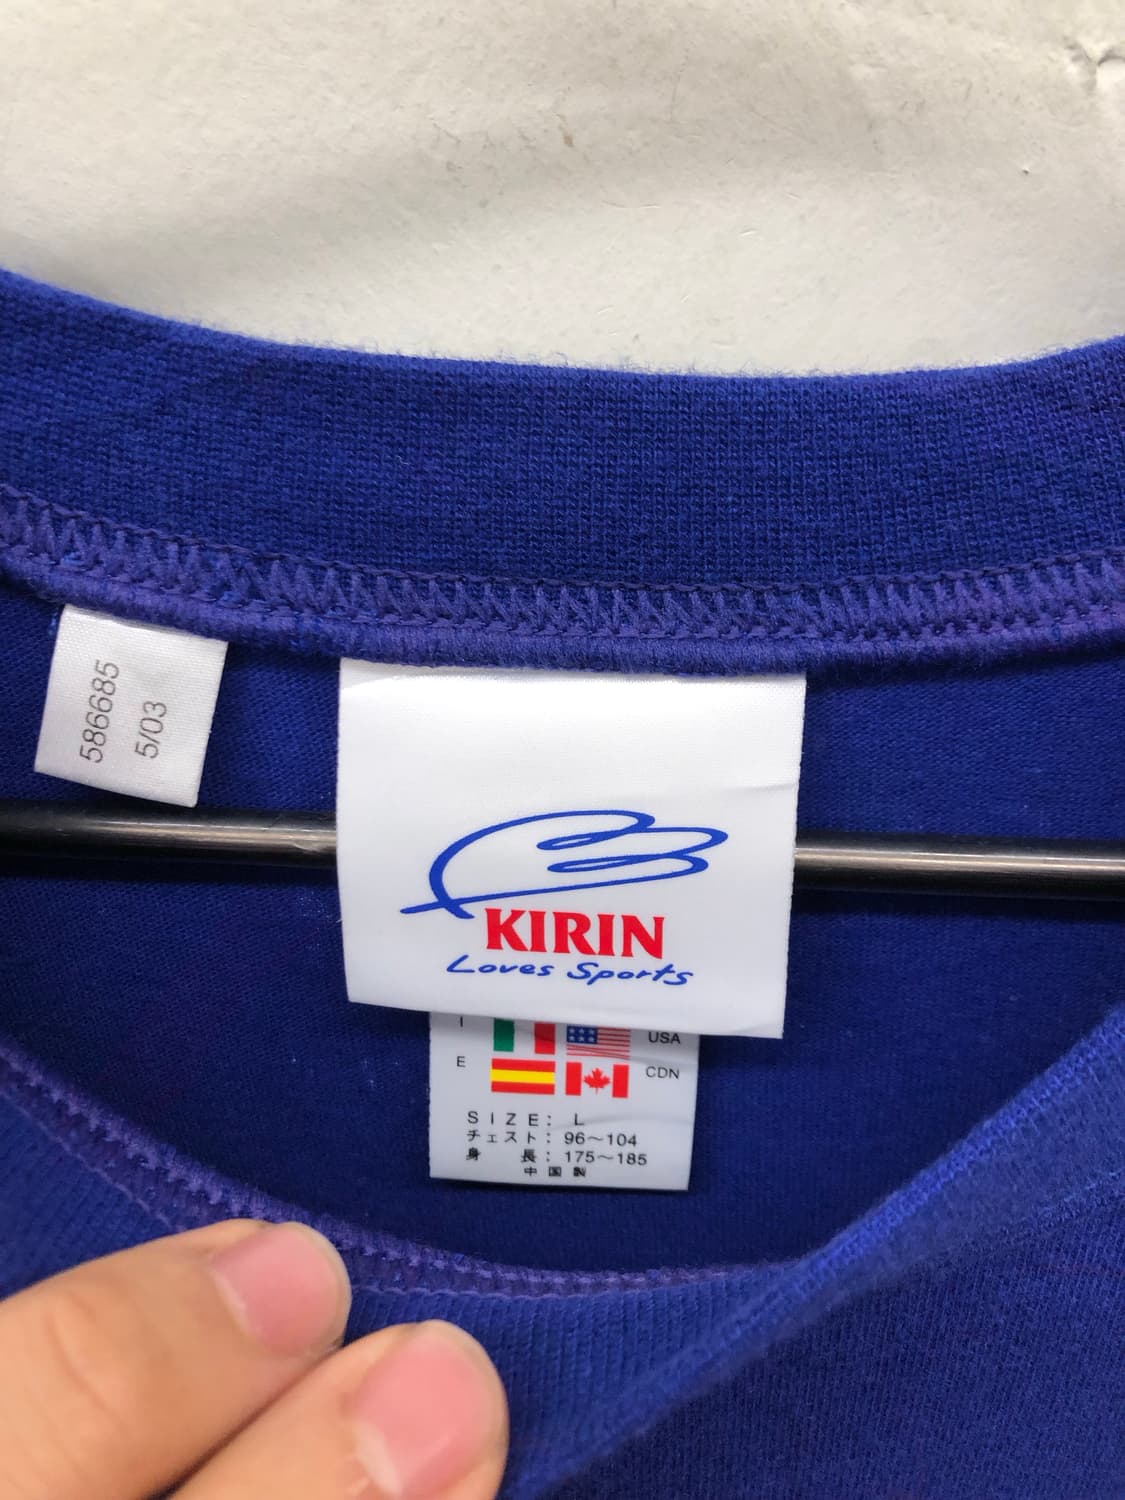 586685
5/03
KIRIN
Loves Sports
I USA
E CDN
SIZE: L
チェスト: 96〜104
身長: 175〜185
中国製